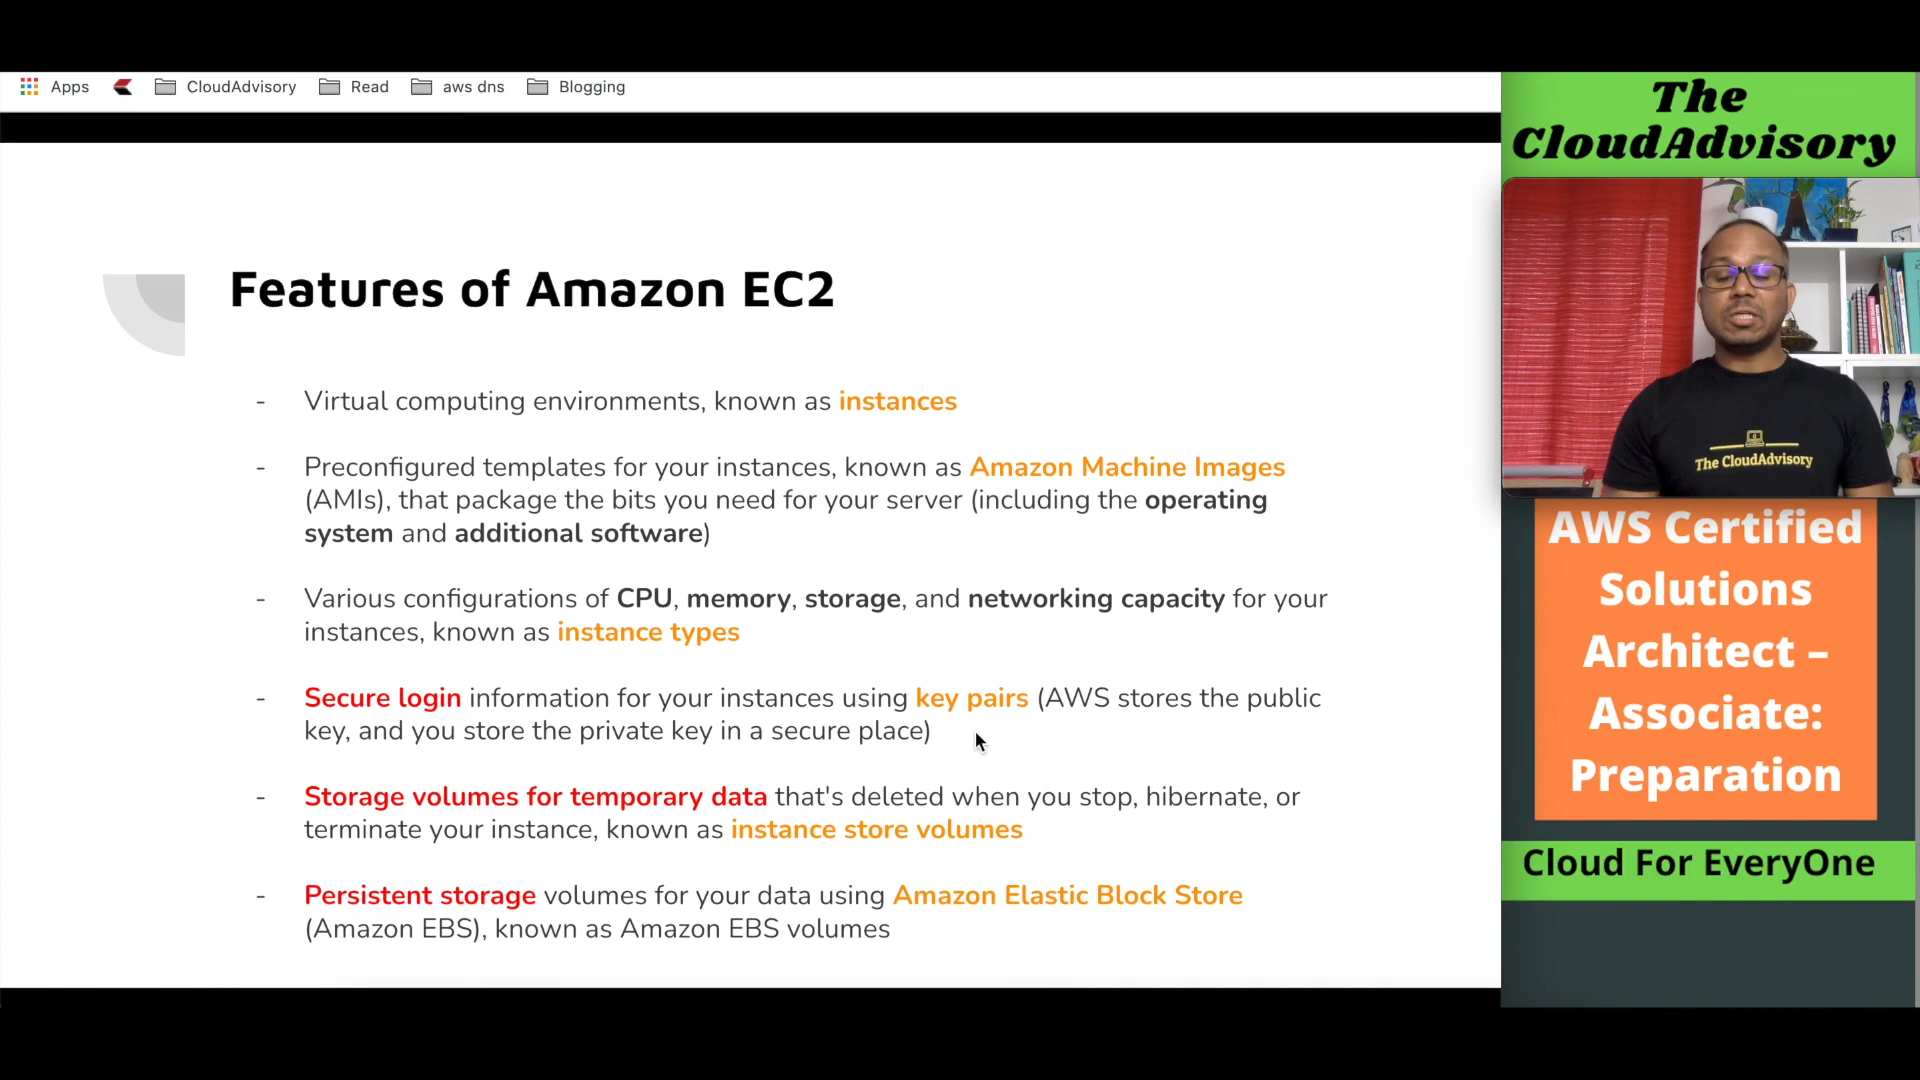 Apps CloudAdvisory Read aws dns Blogging
The
CloudAdvisory
Features of Amazon EC2
- Virtual computing environments, known as instances
- Preconfigured templates for your instances, known as Amazon Machine Images
(AMIs), that package the bits you need for your server (including the operating
system and additional software)
- Various configurations of CPU, memory, storage, and networking capacity for your
instances, known as instance types
- Secure login information for your instances using key pairs (AWS stores the public
key, and you store the private key in a secure place)
- Storage volumes for temporary data that's deleted when you stop, hibernate, or
terminate your instance, known as instance store volumes
- Persistent storage volumes for your data using Amazon Elastic Block Store
(Amazon EBS), known as Amazon EBS volumes
The CloudAdvisory
AWS Certified
Solutions
Architect –
Associate:
Preparation
Cloud For EveryOne